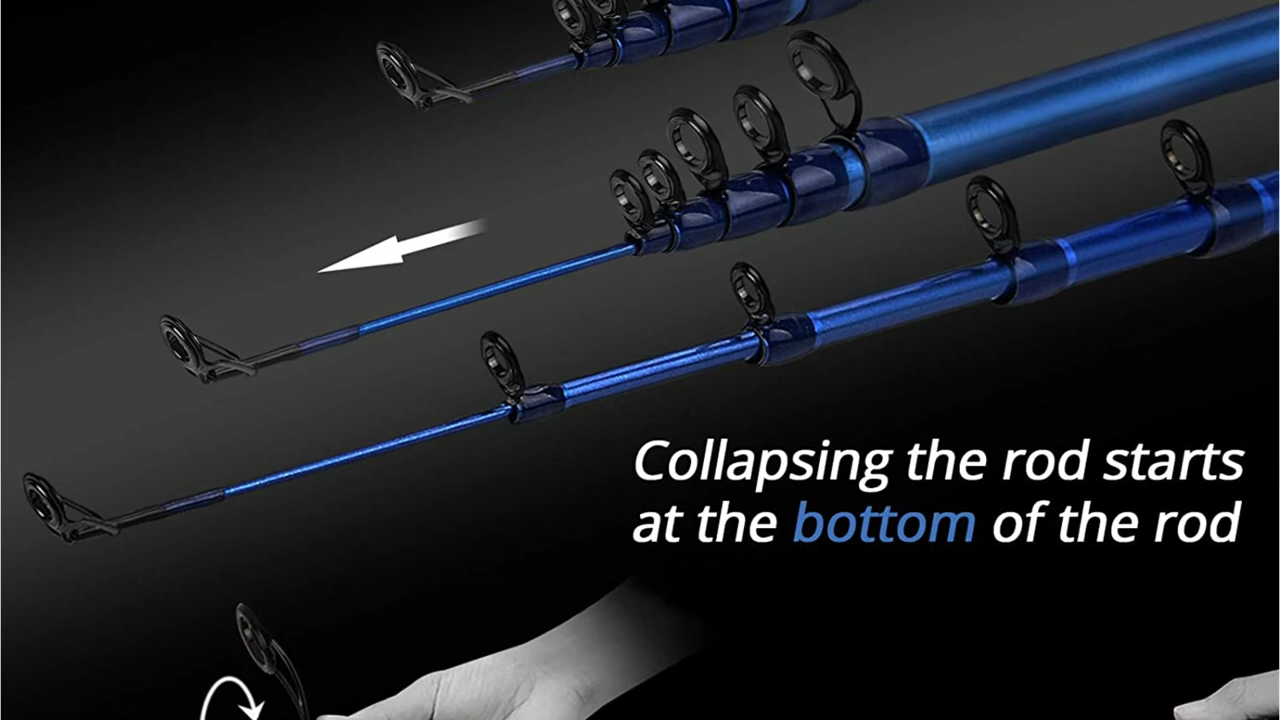 Collapsing the rod starts
at the bottom of the rod